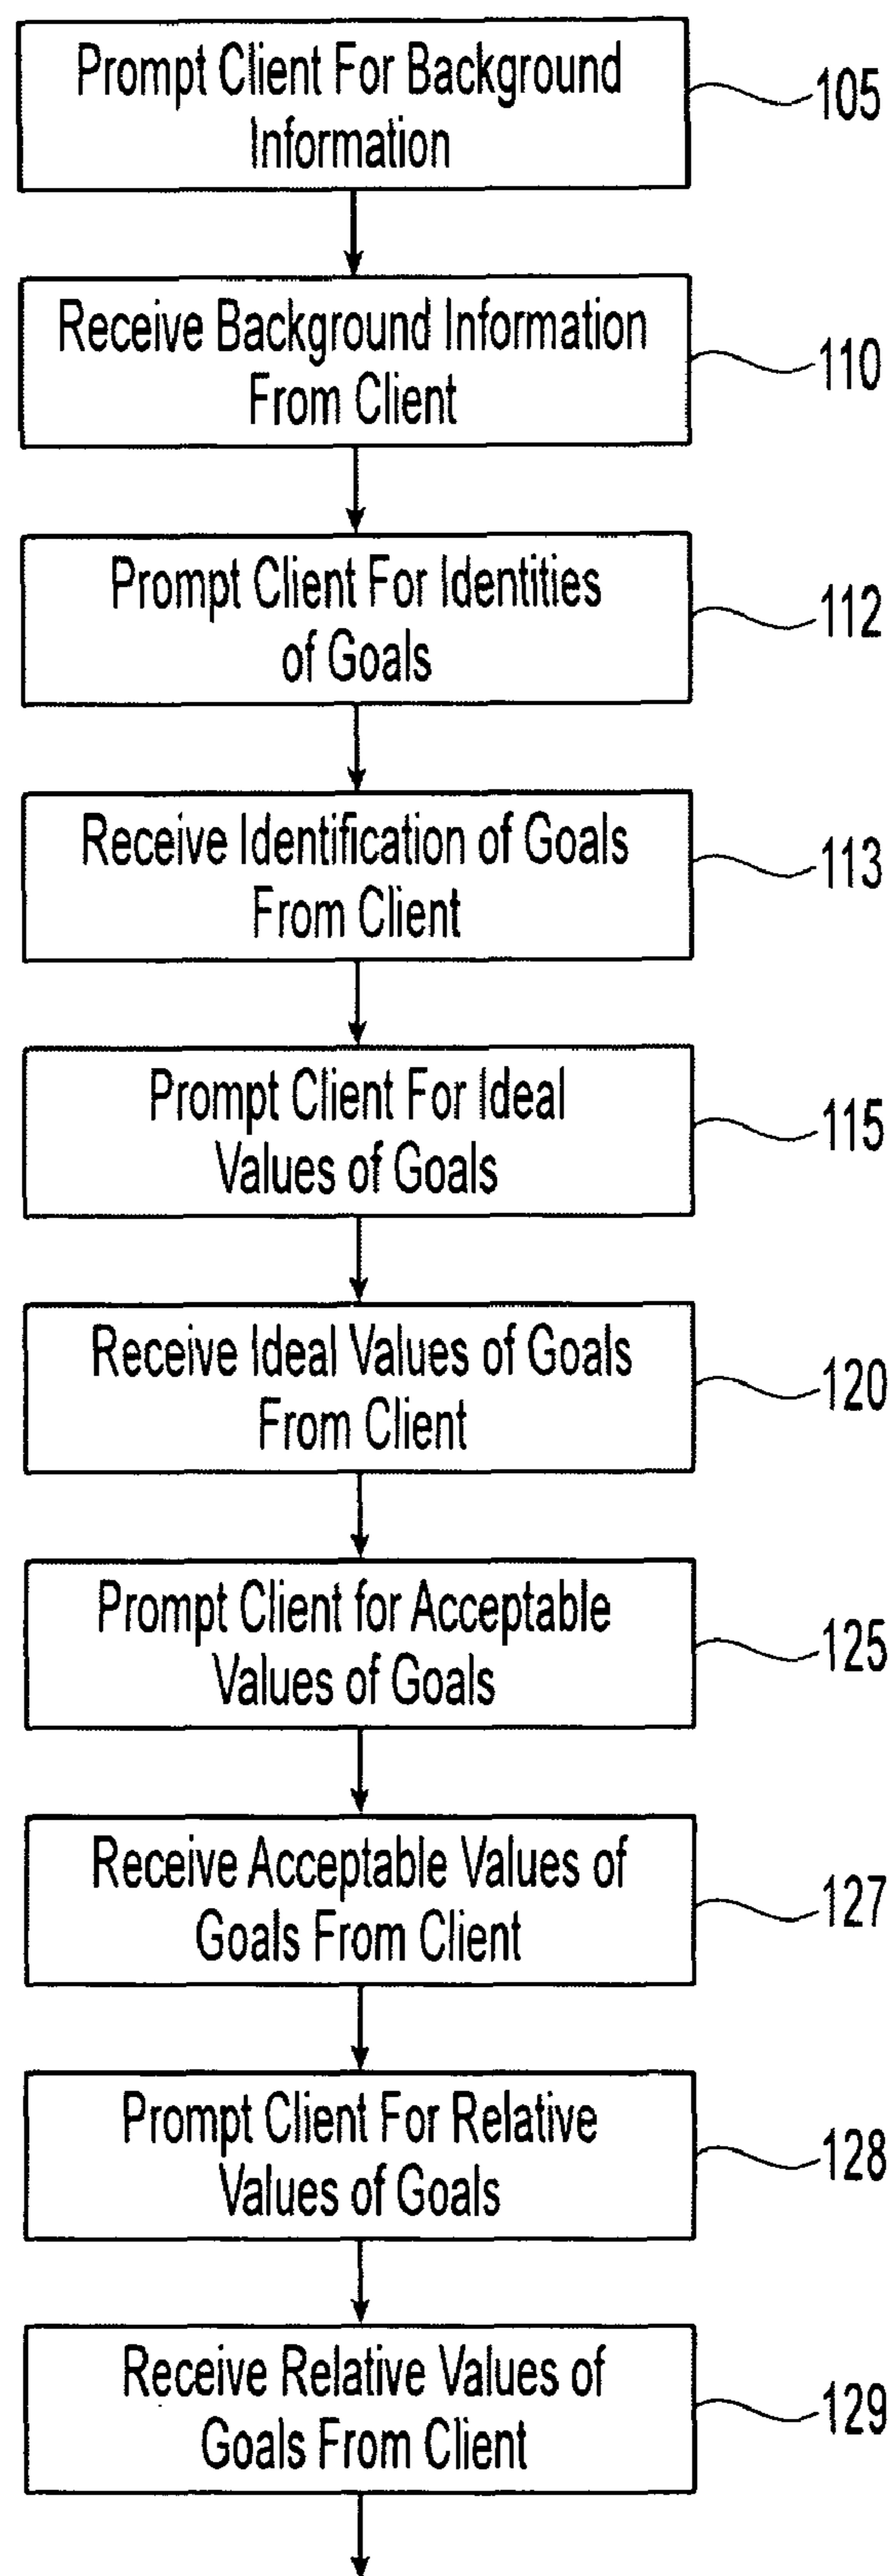 Prompt Client For Background
Information
105
Receive Background Information
From Client
110
Prompt Client For Identities
of Goals
112
Receive Identification of Goals
From Client
113
Prompt Client For Ideal
Values of Goals
115
Receive Ideal Values of Goals
From Client
120
Prompt Client for Acceptable
Values of Goals
125
Receive Acceptable Values of
Goals From Client
127
Prompt Client For Relative
Values of Goals
128
Receive Relative Values of
Goals From Client
129